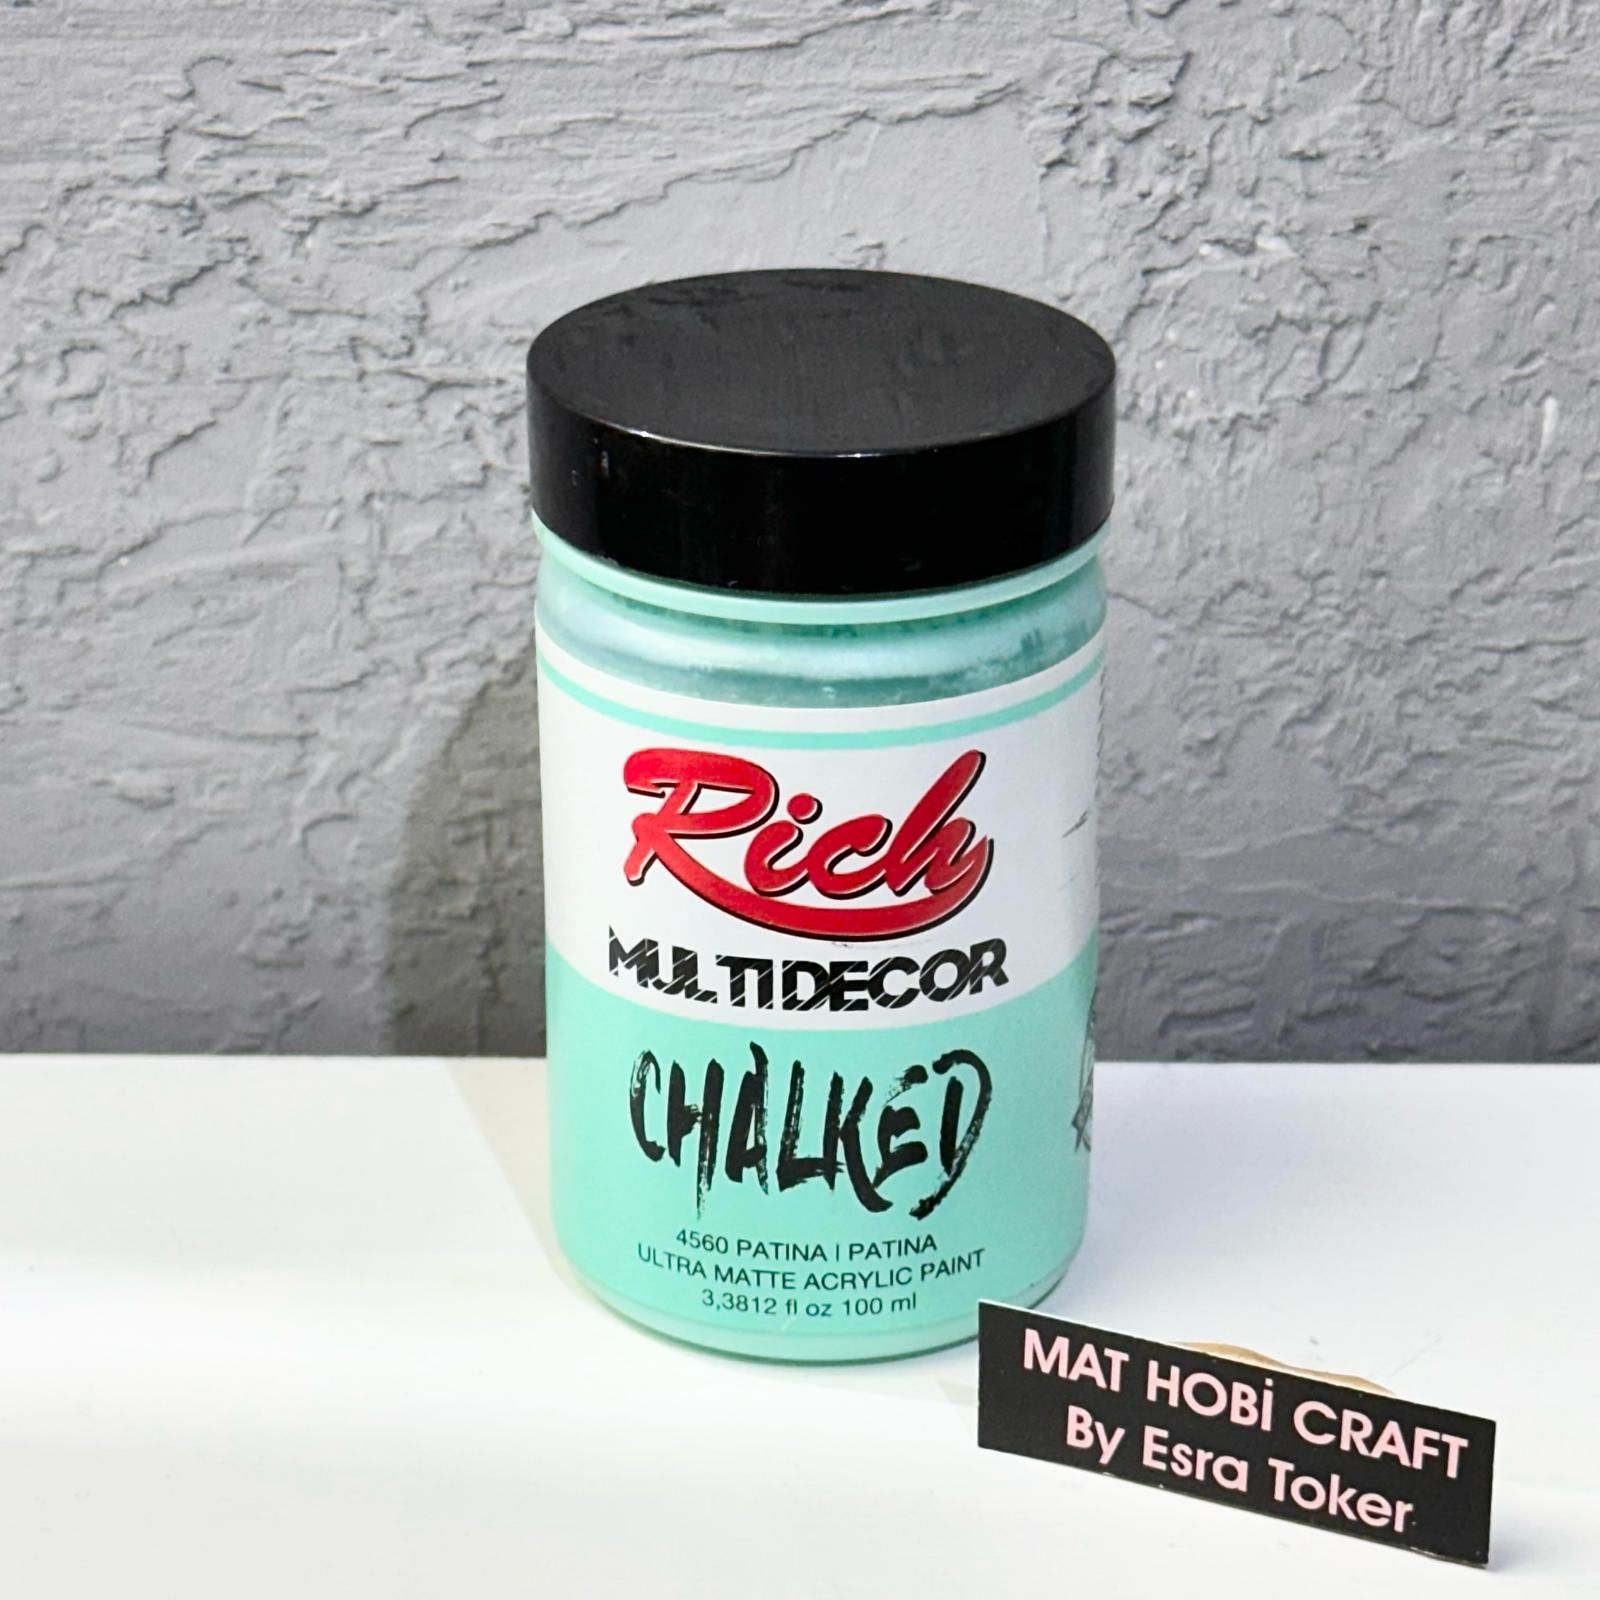 Rich
MULTIDECOR
CHALKED
4560 PATINA | PATINA
ULTRA MATTE ACRYLIC PAINT
3,3812 fl oz 100 ml
MAT HOBİ CRAFT
By Esra Toker